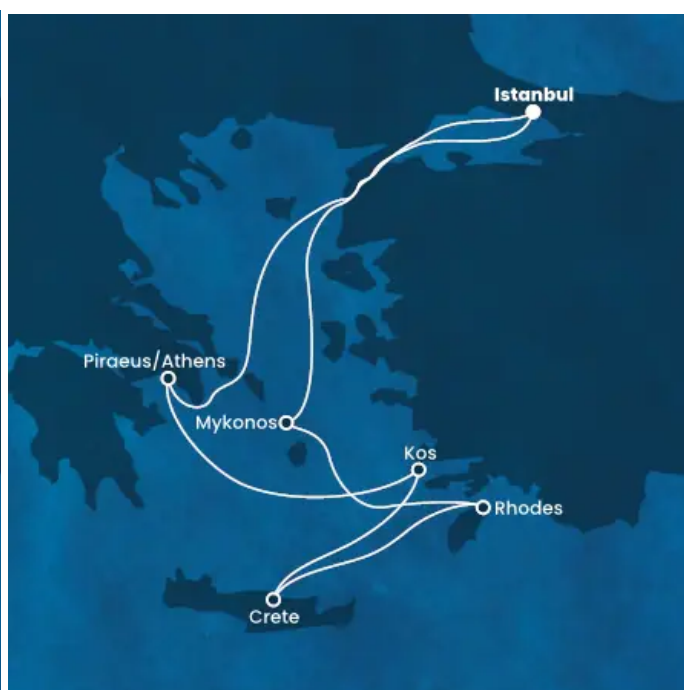 Istanbul
Piraeus/Athens
Mykonos
Kos
Rhodes
Crete